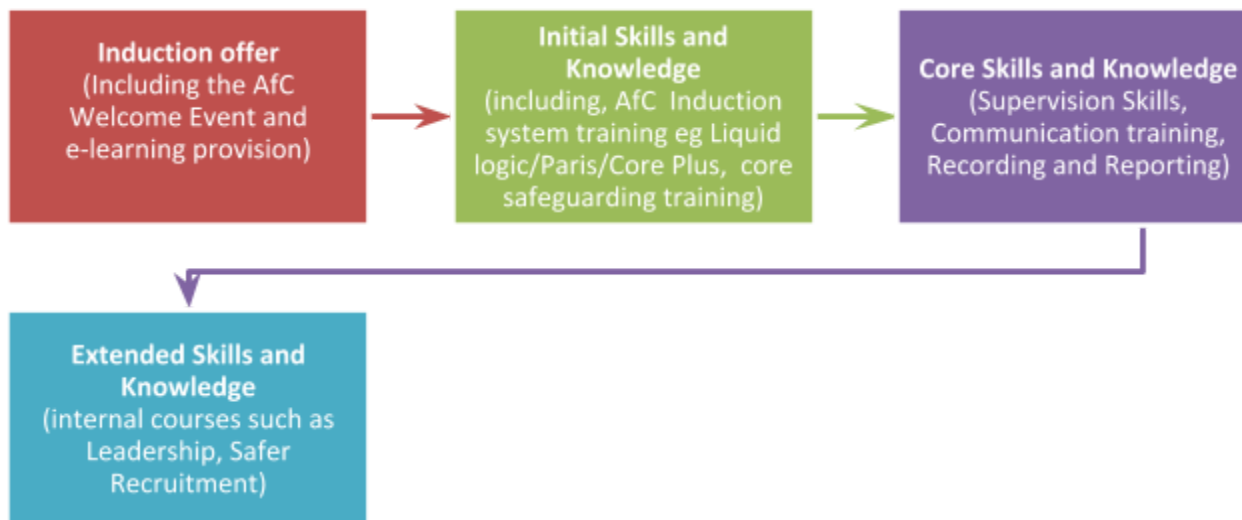 Induction offer
(Including the AfC
Welcome Event and
e-learning provision)
Initial Skills and
Knowledge
(including, AfC  Induction
system training eg Liquid
logic/Paris/Core Plus,  core
safeguarding training)
Core Skills and Knowledge
(Supervision Skills,
Communication training,
Recording and Reporting)
Extended Skills and
Knowledge
(internal courses such as
Leadership, Safer
Recruitment)